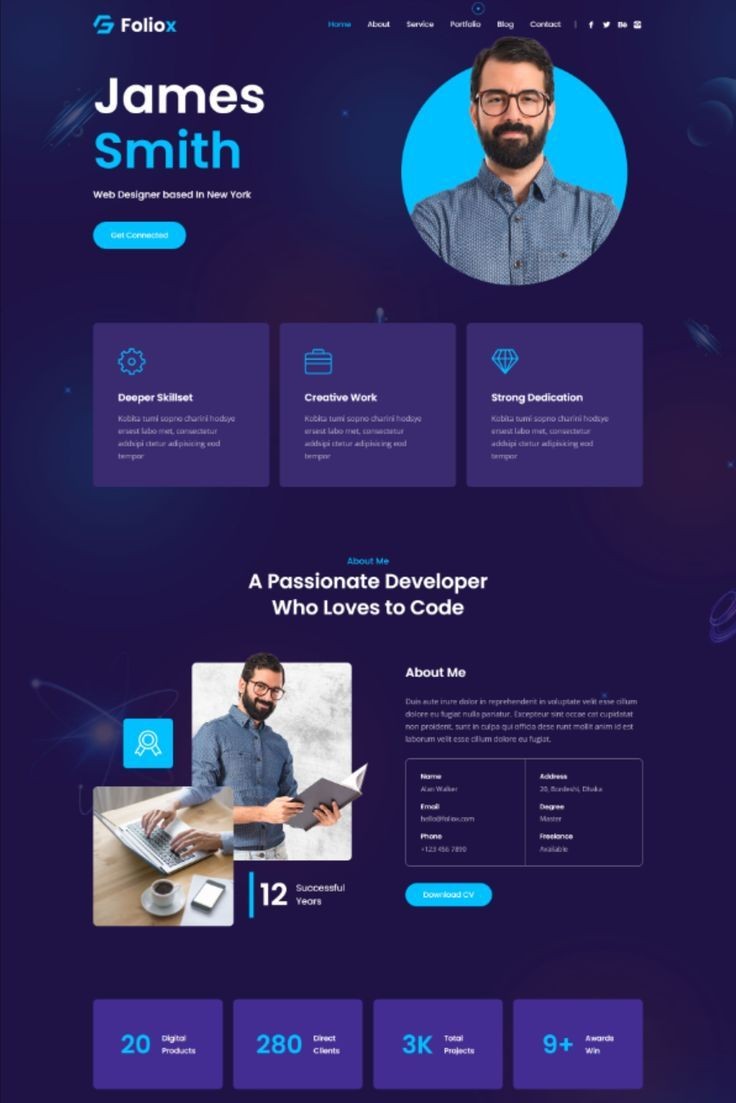 Foliox
Home About Service Portfolio Blog Contact
James
Smith
Web Designer based In New York
Get Connected
Deeper Skillset
Kobita tumi sopno charini hodsye
ersest labo met, consectetur
addsipi ctetur adipisicing eod
tempor
Creative Work
Kobita tumi sopno charini hodsye
ersest labo met, consectetur
addsipi ctetur adipisicing eod
tempor
Strong Dedication
Kobita tumi sopno charini hodsye
ersest labo met, consectetur
addsipi ctetur adipisicing eod
tempor
About Me
A Passionate Developer
Who Loves to Code
About Me
Duis aute irure dolor in reprehenderit in voluptate velit esse cillum
dolore eu fugiat nulla pariatur. Excepteur sint occae cat cupidatat
non proident, sunt in culpa qui officia dese runt mollit anim id est
laborum velit esse cillum dolore eu fugiat.
Name
Alan Walker
Email
hello@foliox.com
Phone
+123 456 7890
Address
20, Bordeshi, Dhaka
Degree
Master
Freelance
Available
Download CV
12 Successful
Years
20 Digital
Products
280 Direct
Clients
3K Total
Projects
9+ Awards
Win